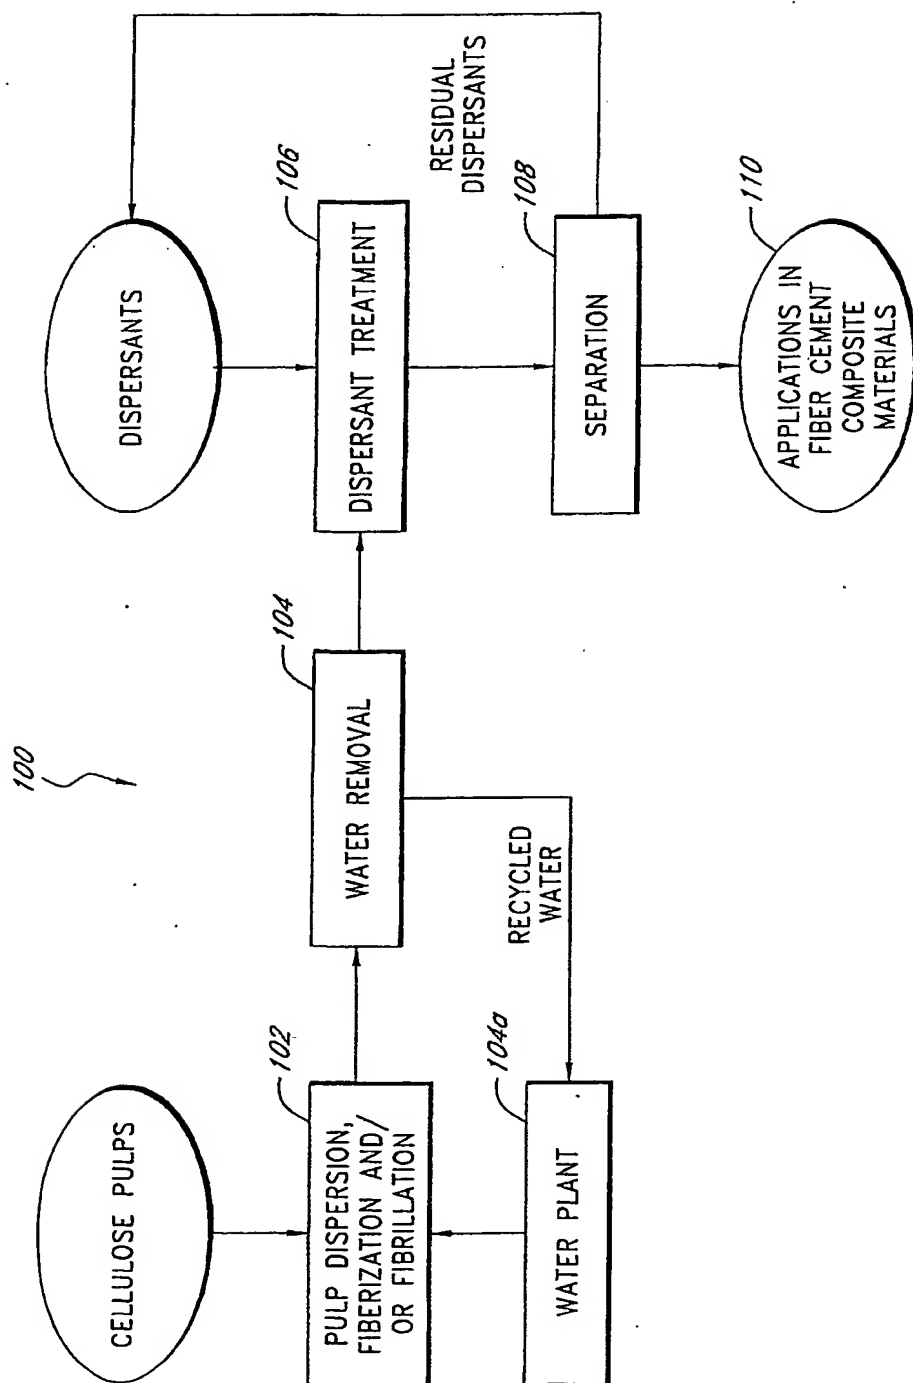 100
CELLULOSE PULPS
102
PULP DISPERSION,
FIBERIZATION AND/
OR FIBRILLATION
104a
WATER PLANT
RECYCLED
WATER
104
WATER REMOVAL
DISPERSANTS
106
DISPERSANT TREATMENT
RESIDUAL
DISPERSANTS
108
SEPARATION
110
APPLICATIONS IN
FIBER CEMENT
COMPOSITE
MATERIALS